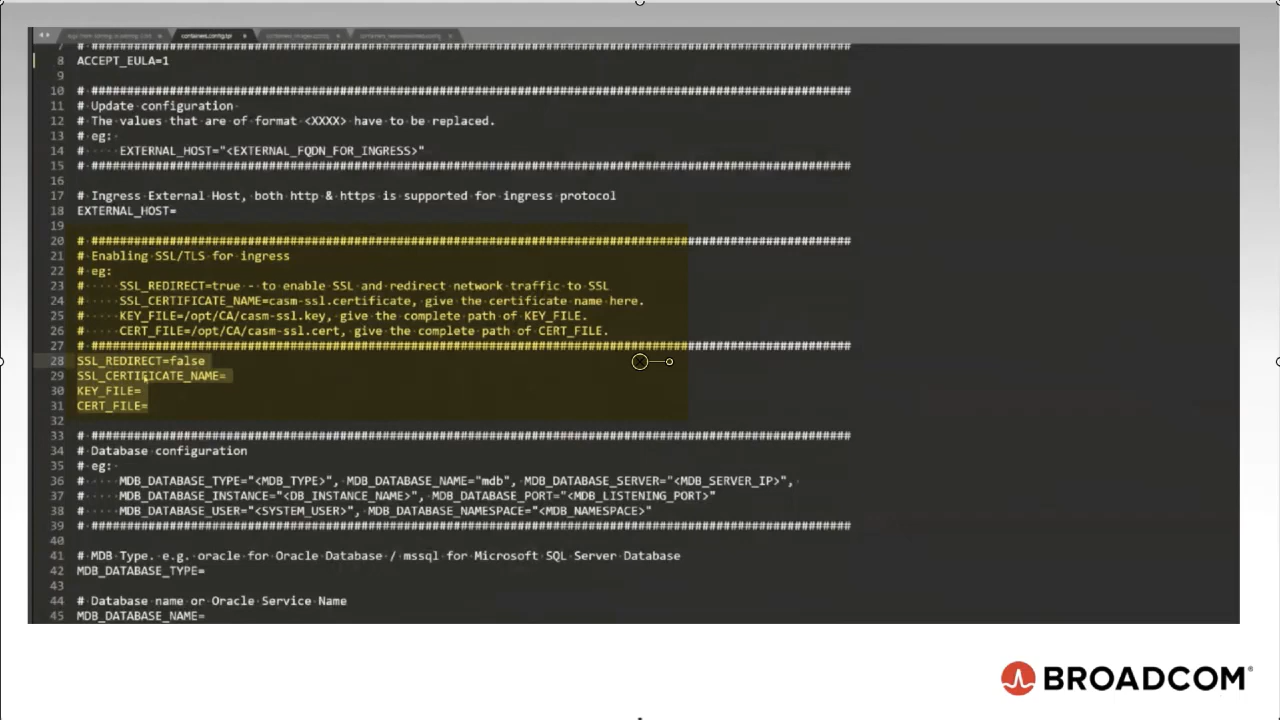 containers.config.tpl
7 # ###########################################################################################################
8 ACCEPT_EULA=1
9
10 # ###########################################################################################################
11 # Update configuration
12 # The values that are of format <XXXX> have to be replaced.
13 # eg:
14 # EXTERNAL_HOST="<EXTERNAL_FQDN_FOR_INGRESS>"
15 # ###########################################################################################################
16
17 # Ingress External Host, both http & https is supported for ingress protocol
18 EXTERNAL_HOST=
19
20 # ###########################################################################################################
21 # Enabling SSL/TLS for ingress
22 # eg:
23 # SSL_REDIRECT=true - to enable SSL and redirect network traffic to SSL
24 # SSL_CERTIFICATE_NAME=casm-ssl.certificate, give the certificate name here.
25 # KEY_FILE=/opt/CA/casm-ssl.key, give the complete path of KEY_FILE.
26 # CERT_FILE=/opt/CA/casm-ssl.cert, give the complete path of CERT_FILE.
27 # ###########################################################################################################
28 SSL_REDIRECT=false
29 SSL_CERTIFICATE_NAME=
30 KEY_FILE=
31 CERT_FILE=
32
33 # ###########################################################################################################
34 # Database configuration
35 # eg:
36 # MDB_DATABASE_TYPE="<MDB_TYPE>", MDB_DATABASE_NAME="mdb", MDB_DATABASE_SERVER="<MDB_SERVER_IP>",
37 # MDB_DATABASE_INSTANCE="<DB_INSTANCE_NAME>", MDB_DATABASE_PORT="<MDB_LISTENING_PORT>"
38 # MDB_DATABASE_USER="<SYSTEM_USER>", MDB_DATABASE_NAMESPACE="<MDB_NAMESPACE>"
39 # ###########################################################################################################
40
41 # MDB Type. e.g. oracle for Oracle Database / mssql for Microsoft SQL Server Database
42 MDB_DATABASE_TYPE=
43
44 # Database name or Oracle Service Name
45 MDB_DATABASE_NAME=
BROADCOM®